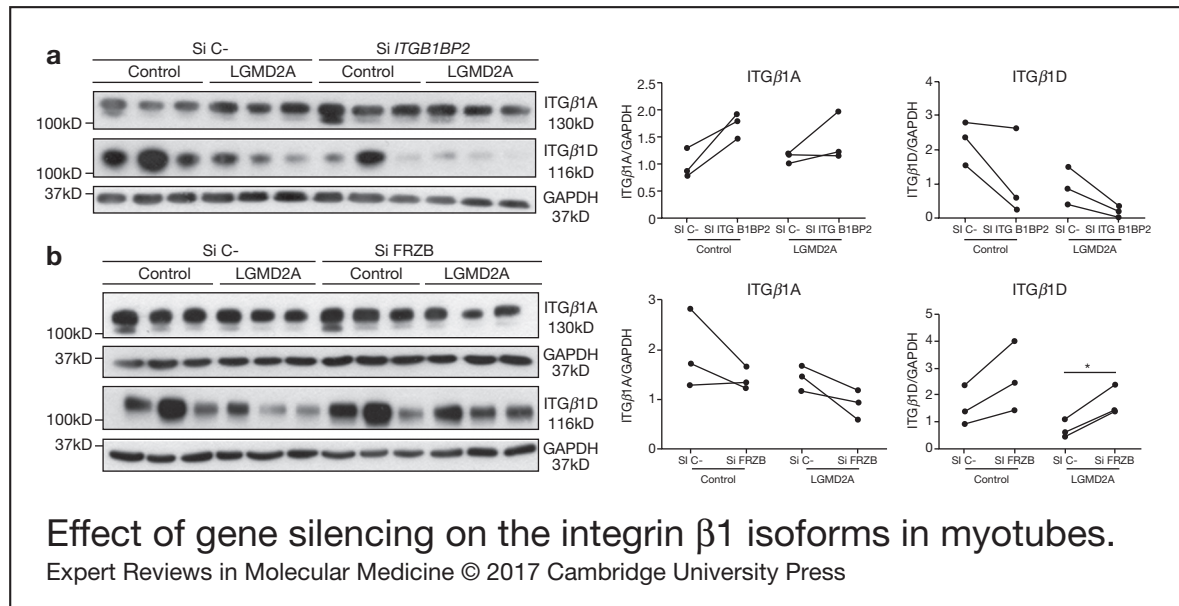 a
Si C-
Si ITGB1BP2
Control
LGMD2A
Control
LGMD2A
100kD
ITGβ1A
130kD
100kD
ITGβ1D
116kD
37kD
GAPDH
37kD
ITGβ1A
ITGβ1A/GAPDH
2.5
2.0
1.5
1.0
0.5
0
SI C- SI ITG B1BP2
SI C- SI ITG B1BP2
Control
LGMD2A
ITGβ1D
ITGβ1D/GAPDH
4
3
2
1
0
SI C- SI ITG B1BP2
SI C- SI ITG B1BP2
Control
LGMD2A
b
Si C-
Si FRZB
Control
LGMD2A
Control
LGMD2A
100kD
ITGβ1A
130kD
37kD
GAPDH
37kD
100kD
ITGβ1D
116kD
37kD
GAPDH
37kD
ITGβ1A
ITGβ1A/GAPDH
3
2
1
0
SI C- Si FRZB
SI C- Si FRZB
Control
LGMD2A
ITGβ1D
ITGβ1D/GAPDH
5
4
3
2
1
0
*
SI C- SI FRZB
SI C- Si FRZB
Control
LGMD2A
Effect of gene silencing on the integrin β1 isoforms in myotubes.
Expert Reviews in Molecular Medicine © 2017 Cambridge University Press